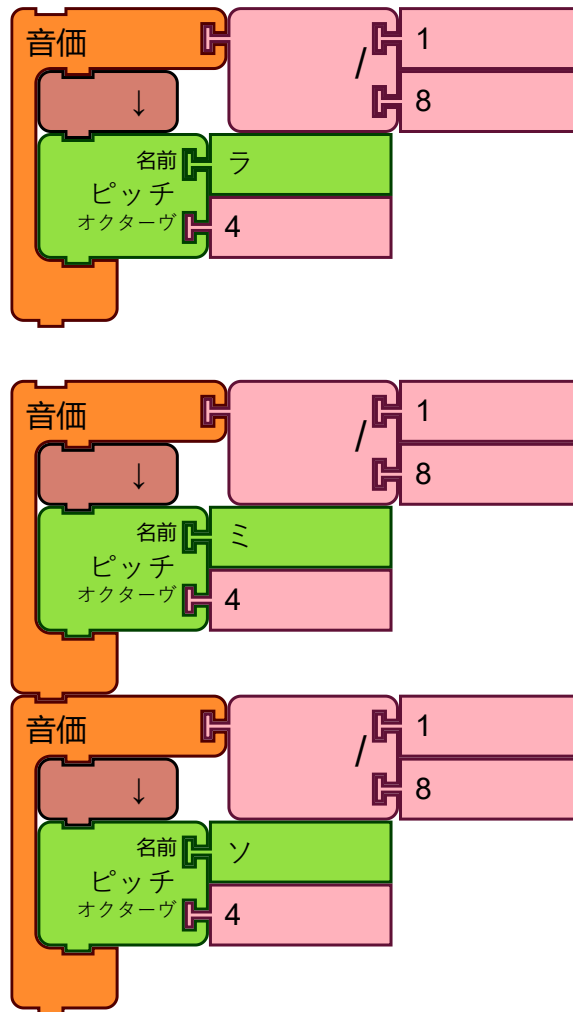 音価 / 1
8
↓
名前 ラ
ピッチ
オクターヴ 4
音価 / 1
8
↓
名前 ミ
ピッチ
オクターヴ 4
音価 / 1
8
↓
名前 ソ
ピッチ
オクターヴ 4